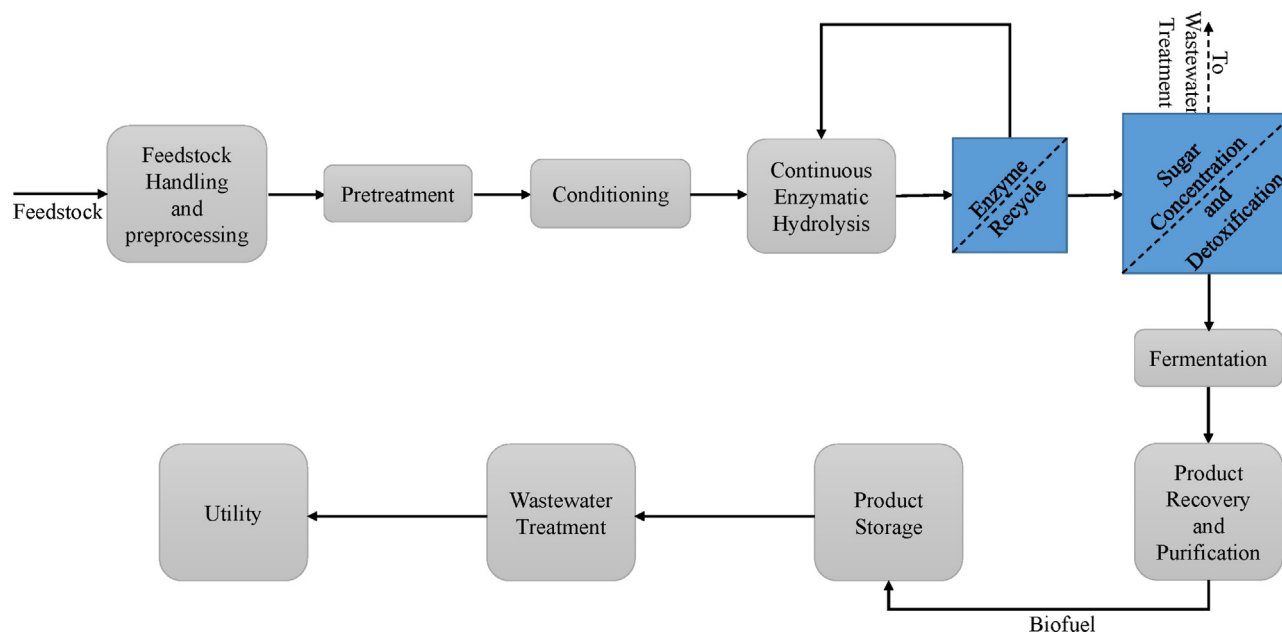 To
Wastewater
Treatment
Feedstock
Feedstock
Handling
and
preprocessing
Pretreatment
Conditioning
Continuous
Enzymatic
Hydrolysis
Enzyme
Recycle
Sugar
Concentration
and
Detoxification
Fermentation
Product
Recovery
and
Purification
Biofuel
Product
Storage
Wastewater
Treatment
Utility